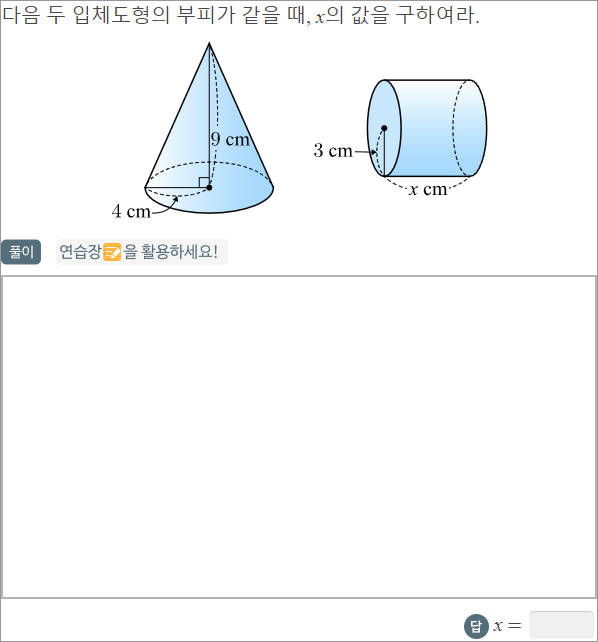 다음 두 입체도형의 부피가 같을 때, x의 값을 구하여라.
9 cm
4 cm
3 cm
x cm
풀이 연습장을 활용하세요!
답 x =